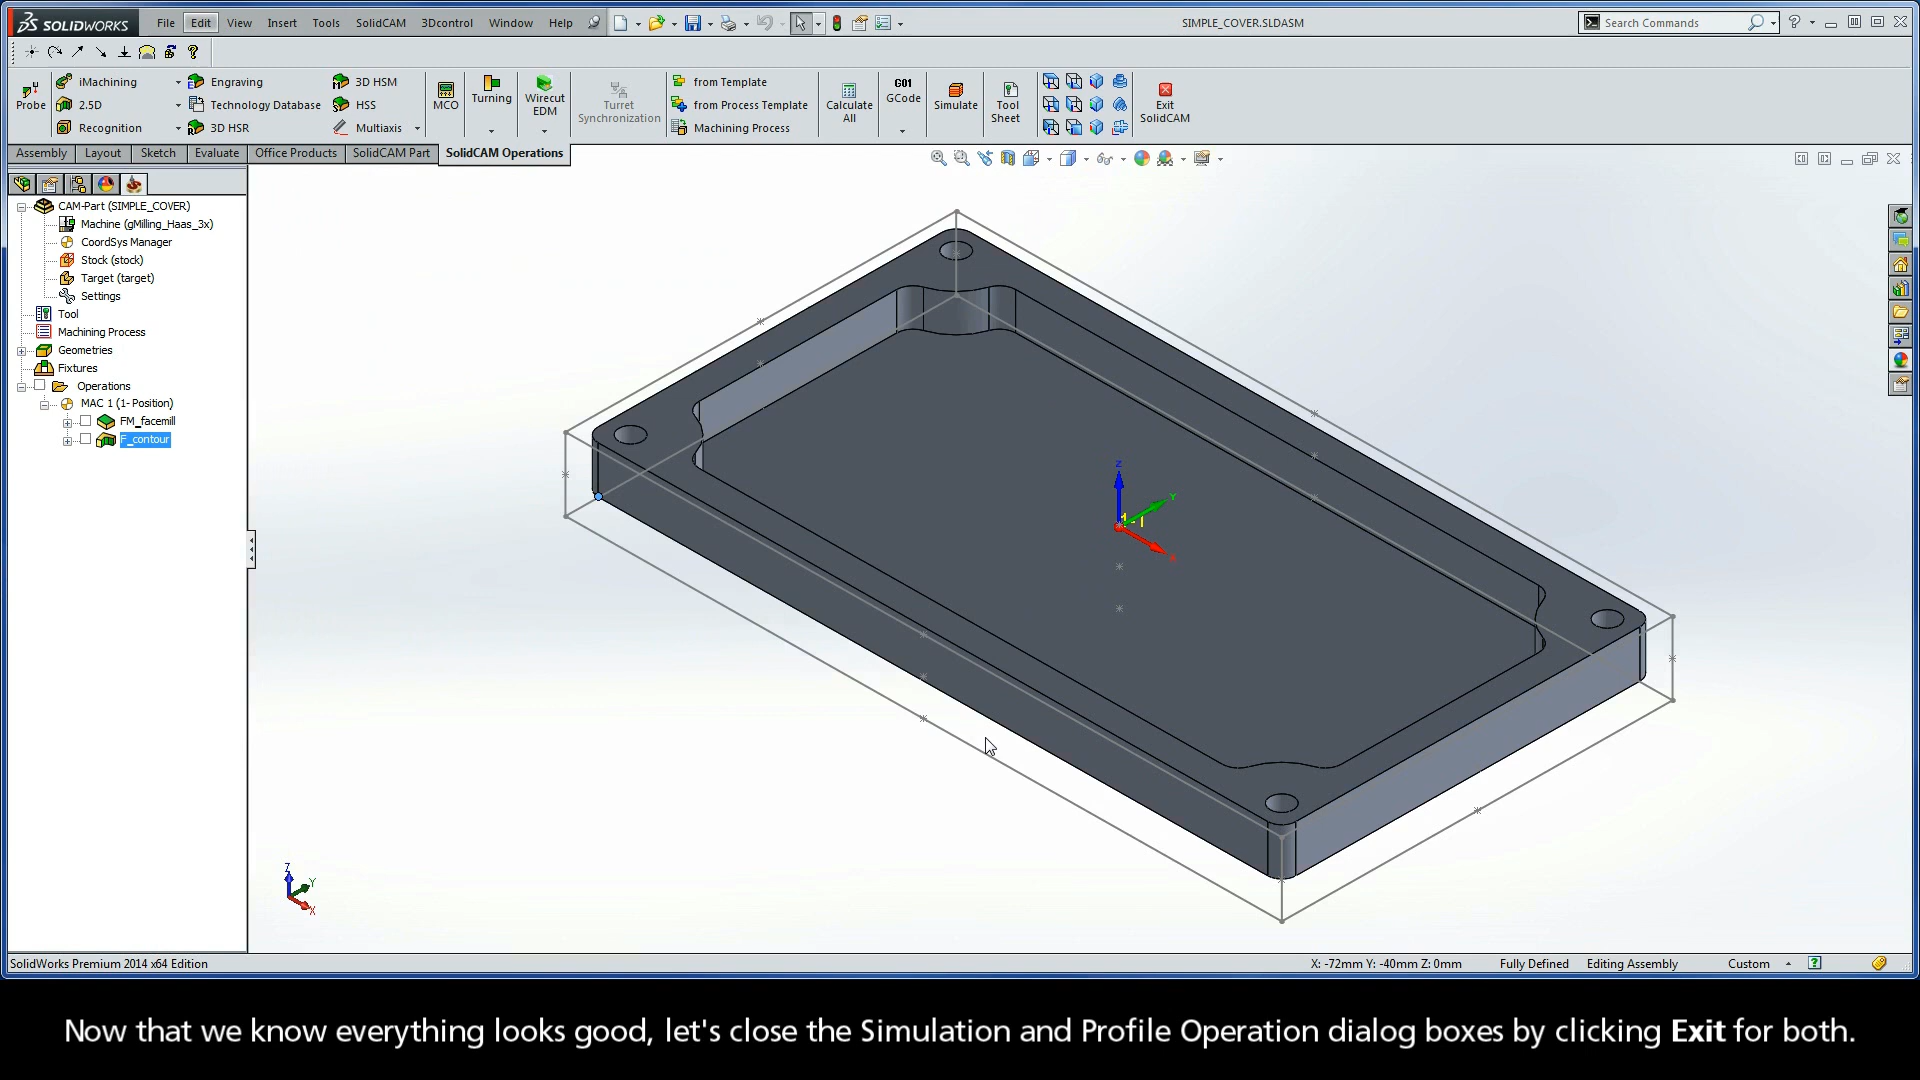 SOLIDWORKS File Edit View Insert Tools SolidCAM 3Dcontrol Window Help SIMPLE_COVER.SLDASM Search Commands
Probe
iMachining
2.5D
Recognition
Engraving
Technology Database
3D HSR
3D HSM
HSS
Multiaxis
MCO
Turning
Wirecut
EDM
Turret
Synchronization
from Template
from Process Template
Machining Process
Calculate
All
G01
GCode
Simulate
Tool
Sheet
Exit
SolidCAM
Assembly Layout Sketch Evaluate Office Products SolidCAM Part SolidCAM Operations
CAM-Part (SIMPLE_COVER)
Machine (gMilling_Haas_3x)
CoordSys Manager
Stock (stock)
Target (target)
Settings
Tool
Machining Process
Geometries
Fixtures
Operations
MAC 1 (1- Position)
FM_facemill
F_contour
Z
Y
X
Z
Y
X
SolidWorks Premium 2014 x64 Edition X: -72mm Y: -40mm Z: 0mm Fully Defined Editing Assembly Custom
Now that we know everything looks good, let's close the Simulation and Profile Operation dialog boxes by clicking Exit for both.